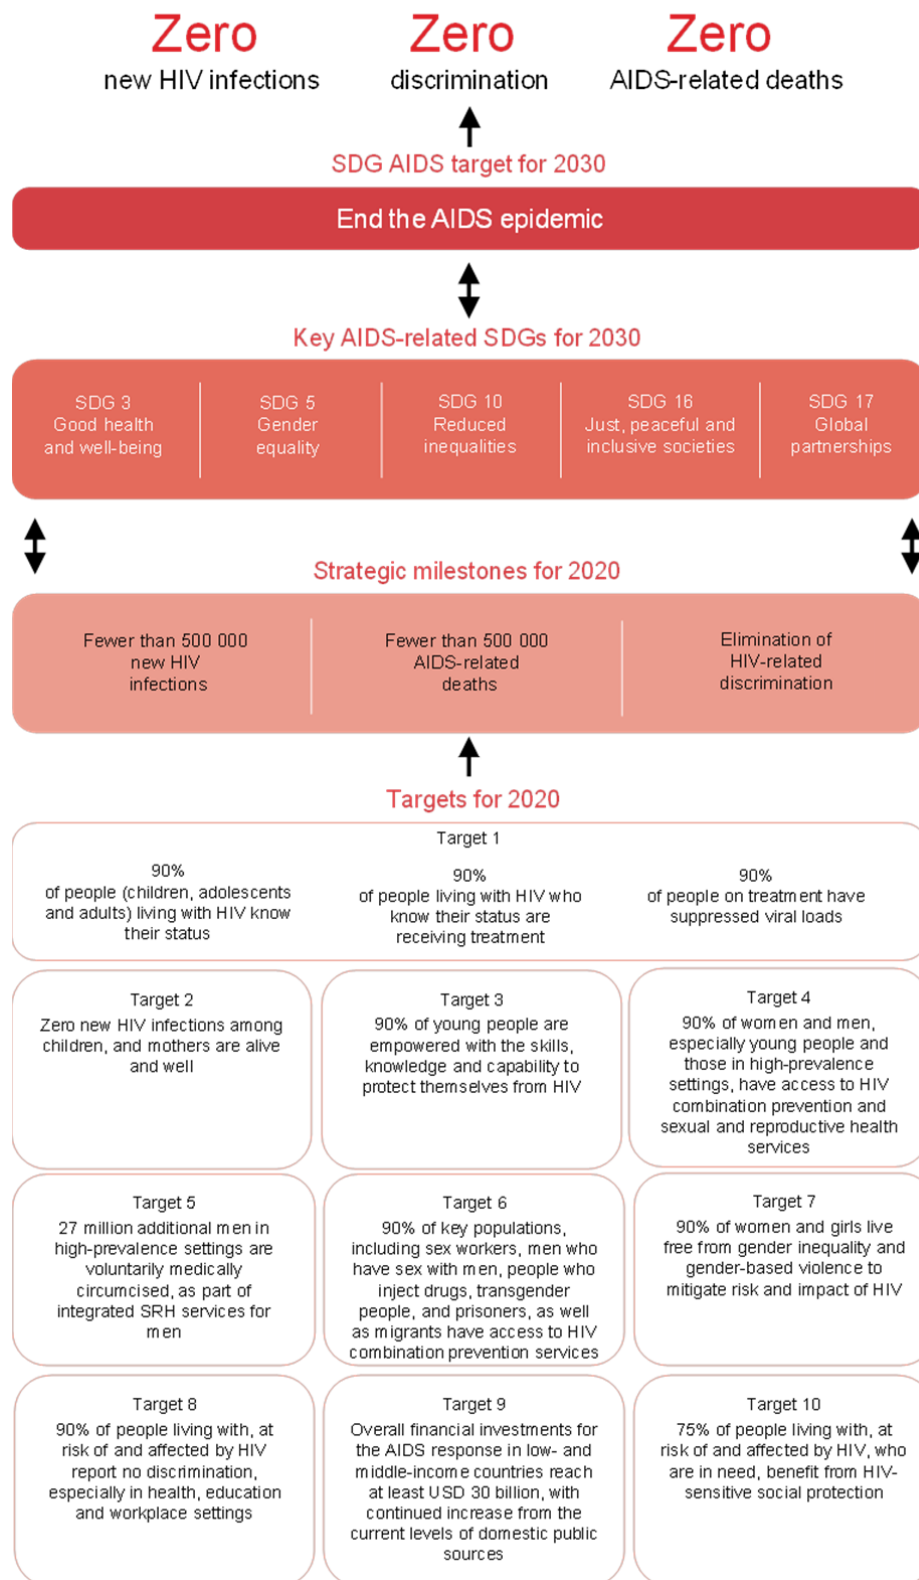 Zero
new HIV infections
Zero
discrimination
Zero
AIDS-related deaths
SDG AIDS target for 2030
End the AIDS epidemic
Key AIDS-related SDGs for 2030
SDG 3
Good health
and well-being
SDG 5
Gender
equality
SDG 10
Reduced
inequalities
SDG 16
Just, peaceful and
inclusive societies
SDG 17
Global
partnerships
Strategic milestones for 2020
Fewer than 500 000
new HIV
infections
Fewer than 500 000
AIDS-related
deaths
Elimination of
HIV-related
discrimination
Targets for 2020
Target 1
90%
of people (children, adolescents
and adults) living with HIV know
their status
90%
of people living with HIV who
know their status are
receiving treatment
90%
of people on treatment have
suppressed viral loads
Target 2
Zero new HIV infections among
children, and mothers are alive
and well
Target 3
90% of young people are
empowered with the skills,
knowledge and capability to
protect themselves from HIV
Target 4
90% of women and men,
especially young people and
those in high-prevalence
settings, have access to HIV
combination prevention and
sexual and reproductive health
services
Target 5
27 million additional men in
high-prevalence settings are
voluntarily medically
circumcised, as part of
integrated SRH services for
men
Target 6
90% of key populations,
including sex workers, men who
have sex with men, people who
inject drugs, transgender
people, and prisoners, as well
as migrants have access to HIV
combination prevention services
Target 7
90% of women and girls live
free from gender inequality and
gender-based violence to
mitigate risk and impact of HIV
Target 8
90% of people living with, at
risk of and affected by HIV
report no discrimination,
especially in health, education
and workplace settings
Target 9
Overall financial investments for
the AIDS response in low- and
middle-income countries reach
at least USD 30 billion, with
continued increase from the
current levels of domestic public
sources
Target 10
75% of people living with, at
risk of and affected by HIV, who
are in need, benefit from HIV-
sensitive social protection